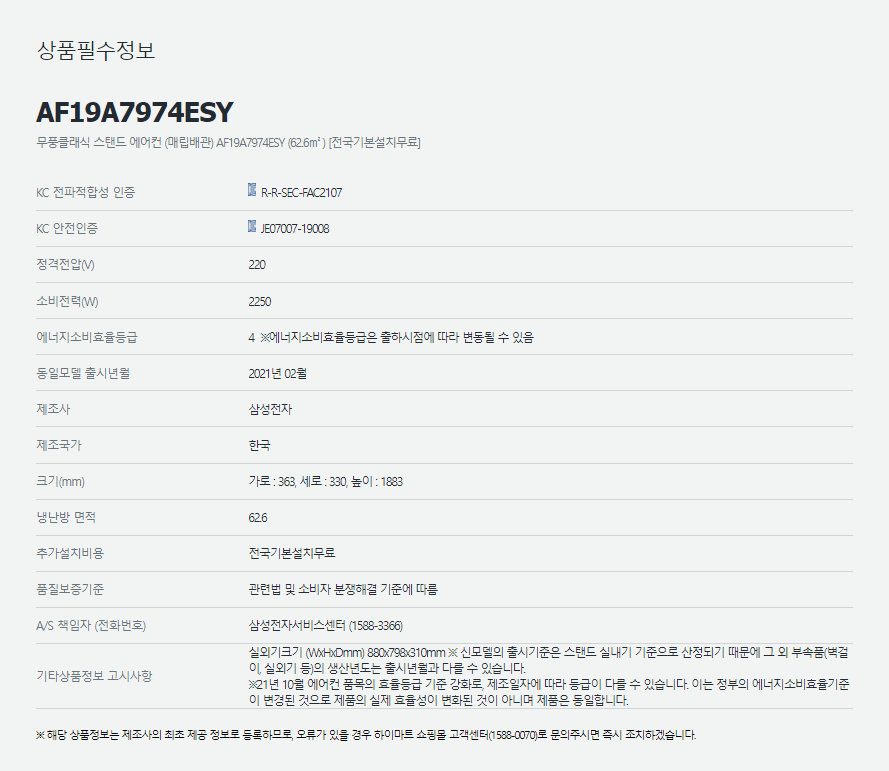 상품필수정보
AF19A7974ESY
무풍클래식 스탠드 에어컨 (매립배관) AF19A7974ESY (62.6㎡) [전국기본설치무료]
KC 전파적합성 인증 R-R-SEC-FAC2107
KC 안전인증 JE07007-19008
정격전압(V) 220
소비전력(W) 2250
에너지소비효율등급 4 ※에너지소비효율등급은 출하시점에 따라 변동될 수 있음
동일모델 출시년월 2021년 02월
제조사 삼성전자
제조국가 한국
크기(mm) 가로 : 363, 세로 : 330, 높이 : 1883
냉난방 면적 62.6
추가설치비용 전국기본설치무료
품질보증기준 관련법 및 소비자 분쟁해결 기준에 따름
A/S 책임자 (전화번호) 삼성전자서비스센터 (1588-3366)
기타상품정보 고시사항
실외기크기 (WxHxDmm) 880x798x310mm ※ 신모델의 출시기준은 스탠드 실내기 기준으로 산정되기 때문에 그 외 부속품(벽걸
이, 실외기 등)의 생산년도는 출시년월과 다를 수 있습니다.
※21년 10월 에어컨 품목의 효율등급 기준 강화로, 제조일자에 따라 등급이 다를 수 있습니다. 이는 정부의 에너지소비효율기준
이 변경된 것으로 제품의 실제 효율성이 변화된 것이 아니며 제품은 동일합니다.
※ 해당 상품정보는 제조사의 최초 제공 정보로 등록하므로, 오류가 있을 경우 하이마트 쇼핑몰 고객센터(1588-0070)로 문의주시면 즉시 조치하겠습니다.